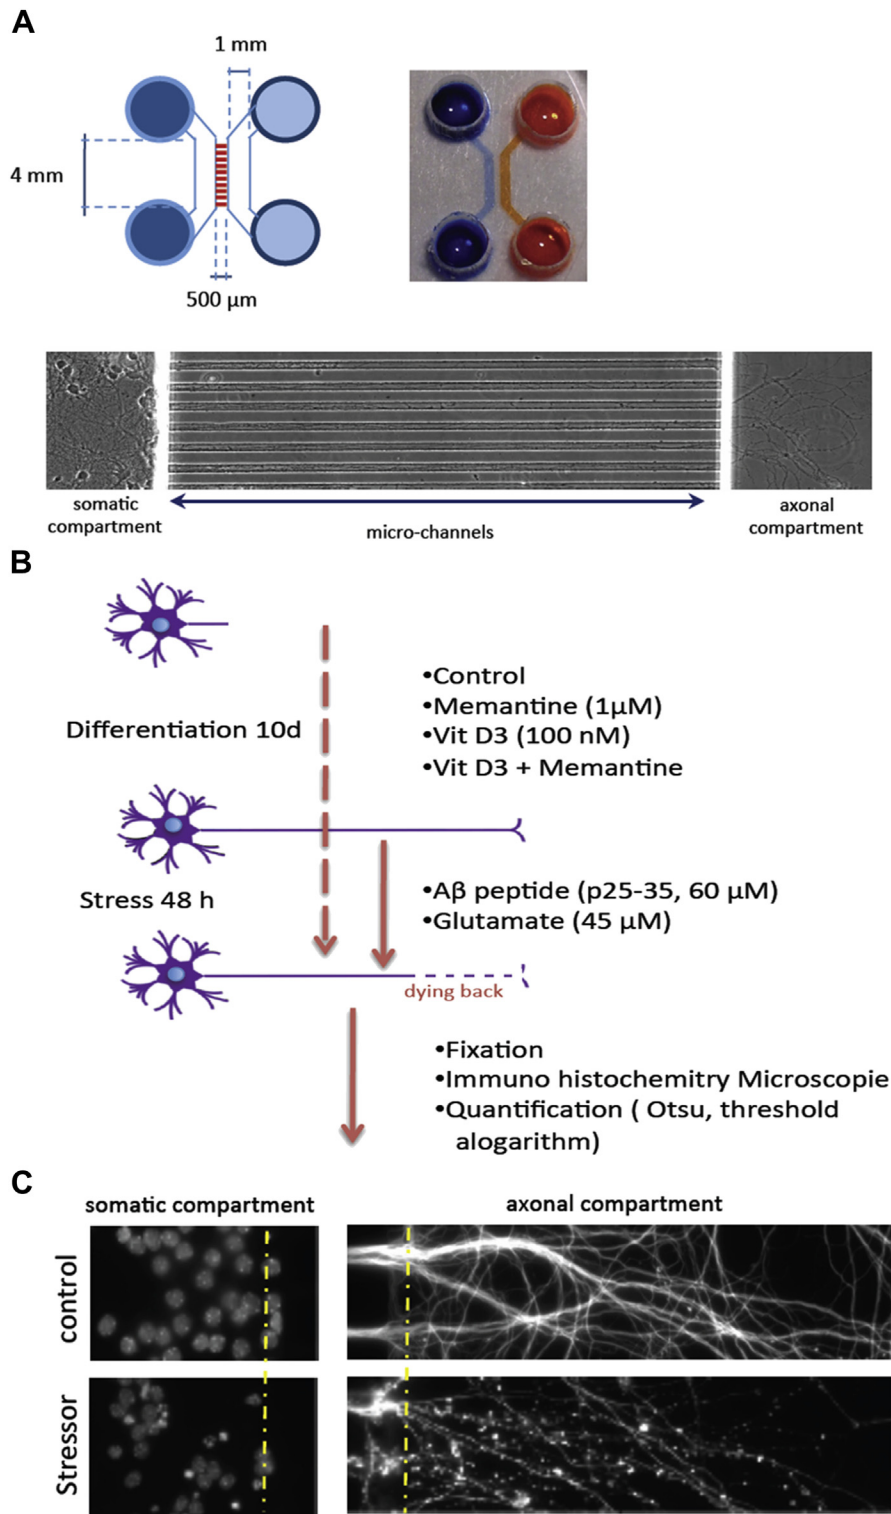 A
1 mm
4 mm
500 µm
somatic
compartment
micro-channels
axonal
compartment
B
•Control
•Memantine (1µM)
•Vit D3 (100 nM)
•Vit D3 + Memantine
Differentiation 10d
Stress 48 h
•Aβ peptide (p25-35, 60 µM)
•Glutamate (45 µM)
dying back
•Fixation
•Immuno histochemitry Microscopie
•Quantification ( Otsu, threshold
alogarithm)
C
somatic compartment
axonal compartment
control
Stressor